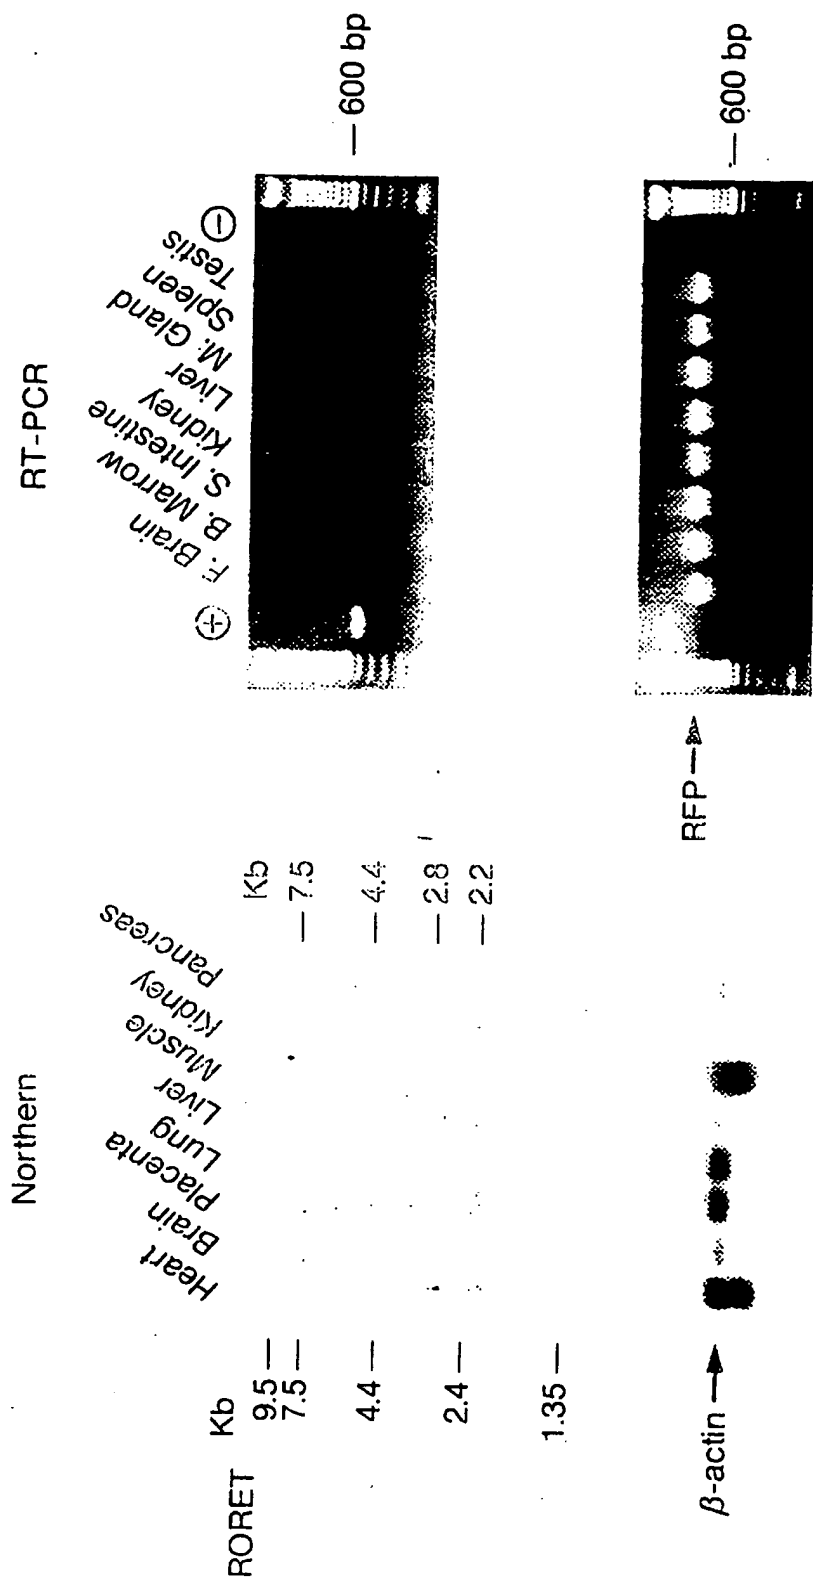 Northern
Heart
Brain
Placenta
Lung
Liver
Muscle
Kidney
Pancreas
RORET
Kb
9.5
7.5
4.4
2.4
1.35
Kb
7.5
4.4
2.8
2.2
β-actin
RT-PCR
+
F. Brain
B. Marrow
S. Intestine
Kidney
Liver
M. Gland
Spleen
Testis
−
600 bp
RFP
600 bp